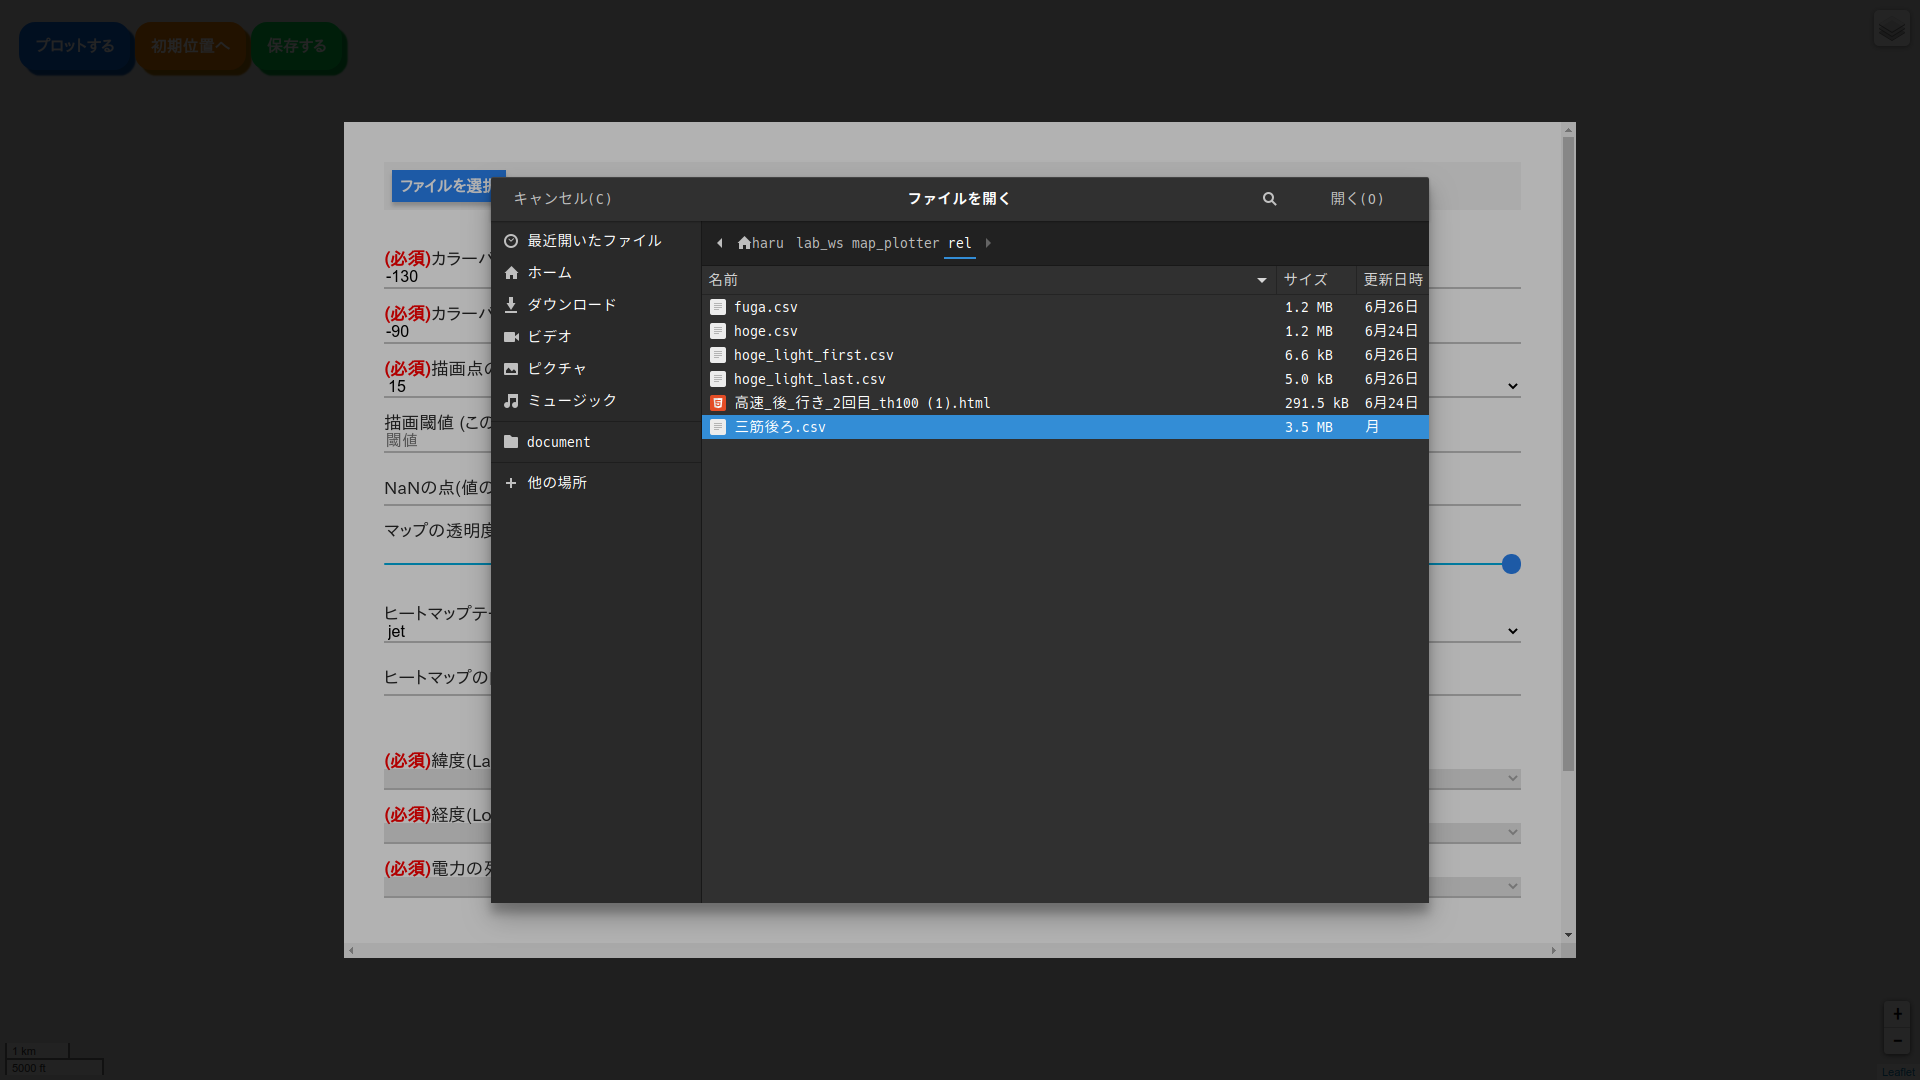 プロットする
初期位置へ
保存する
ファイルを選
キャンセル(C)
ファイルを開く
開く(O)
最近開いたファイル
ホーム
ダウンロード
ビデオ
ピクチャ
ミュージック
document
他の場所
haru lab_ws map_plotter rel
名前 サイズ 更新日時
fuga.csv 1.2 MB 6月26日
hoge.csv 1.2 MB 6月24日
hoge_light_first.csv 6.6 kB 6月26日
hoge_light_last.csv 5.0 kB 6月26日
高速_後_行き_2回目_th100 (1).html 291.5 kB 6月24日
三筋後ろ.csv 3.5 MB 月
(必須)カラーバ
-130
(必須)カラーバ
-90
(必須)描画点の
15
描画閾値 (この
閾値
NaNの点(値の
マップの透明度
ヒートマップテー
jet
ヒートマップの
(必須)緯度(La
(必須)経度(Lo
(必須)電力の
1 km
5000 ft
+
−
Leaflet